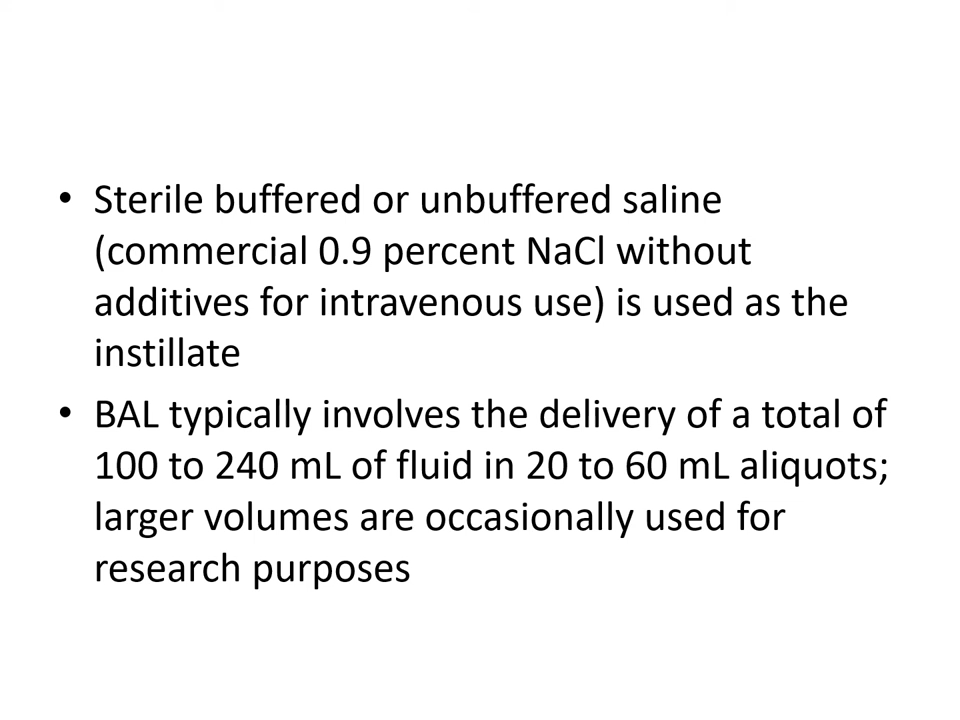 • Sterile buffered or unbuffered saline
(commercial 0.9 percent NaCl without
additives for intravenous use) is used as the
instillate
• BAL typically involves the delivery of a total of
100 to 240 mL of fluid in 20 to 60 mL aliquots;
larger volumes are occasionally used for
research purposes